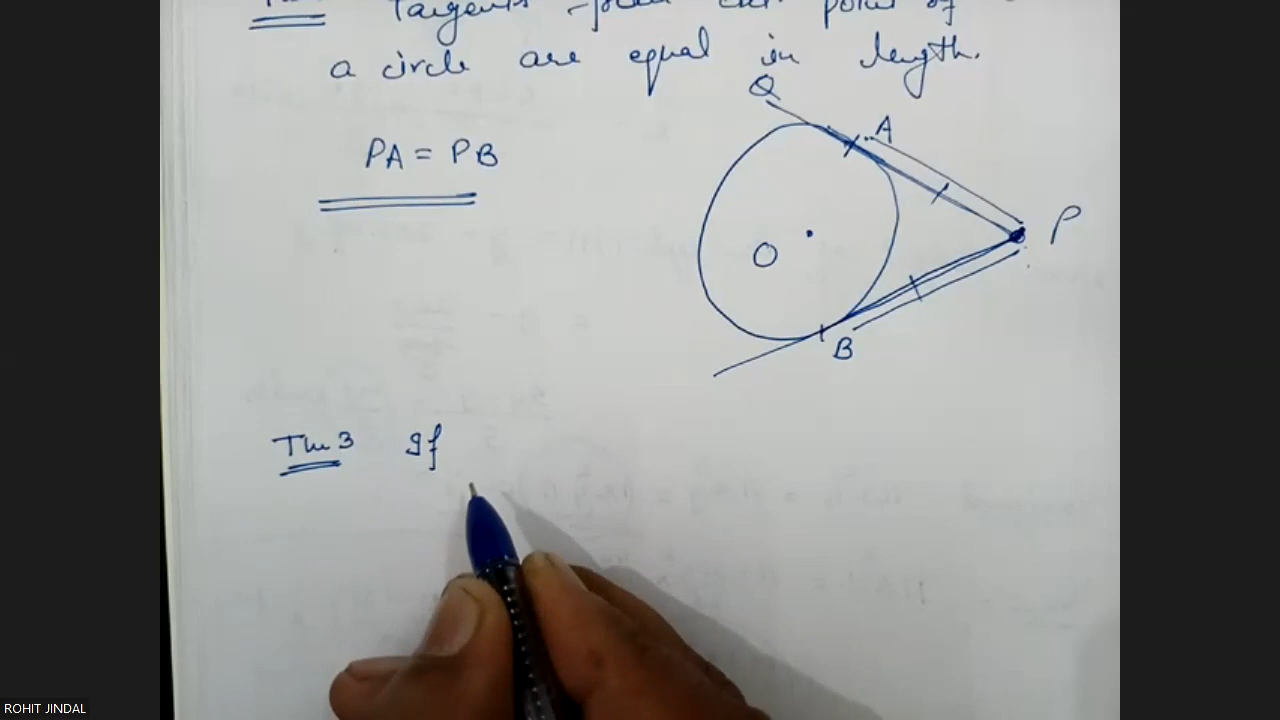 Tangents from ext. point of
a circle are equal in length.
Q
A
PA = PB
P
O
B
Thm 3 If
ROHIT JINDAL